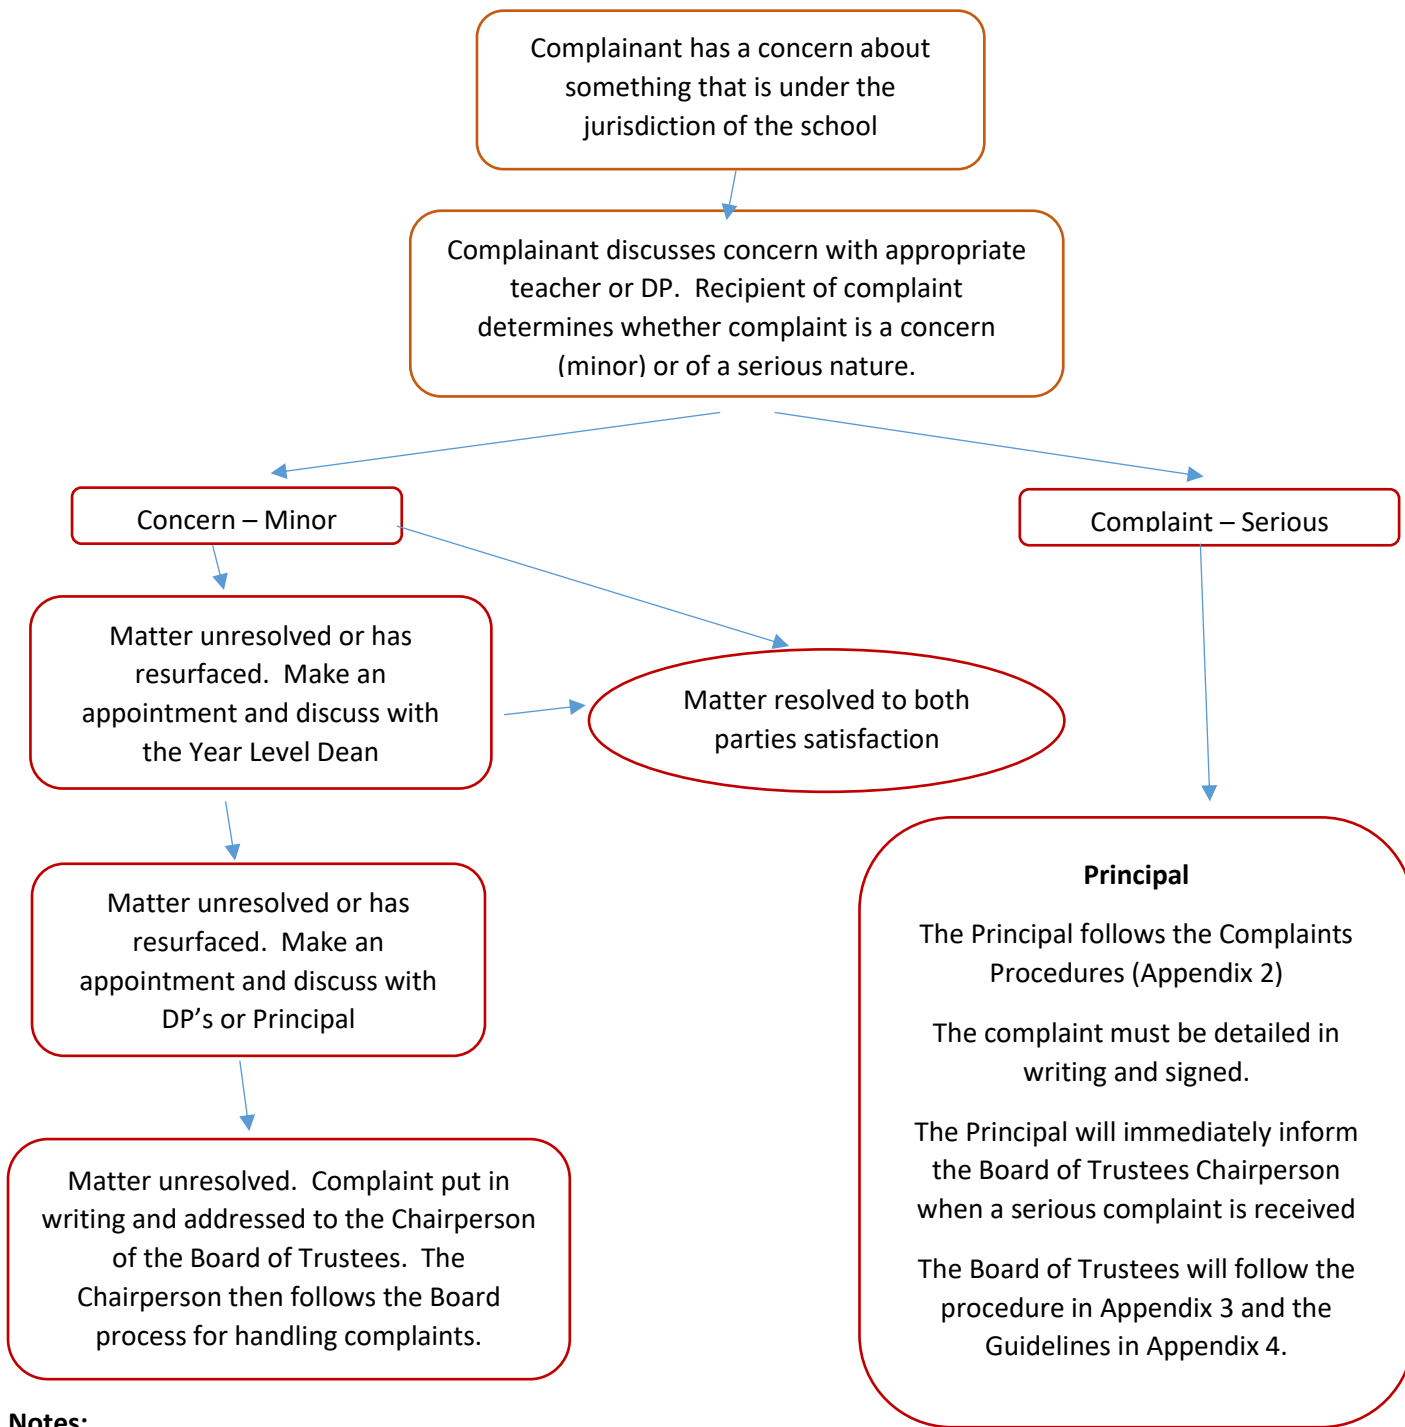 Complainant has a concern about
something that is under the
jurisdiction of the school
Complainant discusses concern with appropriate
teacher or DP.  Recipient of complaint
determines whether complaint is a concern
(minor) or of a serious nature.
Concern – Minor
Complaint – Serious
Matter unresolved or has
resurfaced.  Make an
appointment and discuss with
the Year Level Dean
Matter resolved to both
parties satisfaction
Matter unresolved or has
resurfaced.  Make an
appointment and discuss with
DP’s or Principal
Matter unresolved.  Complaint put in
writing and addressed to the Chairperson
of the Board of Trustees.  The
Chairperson then follows the Board
process for handling complaints.
Principal
The Principal follows the Complaints
Procedures (Appendix 2)
The complaint must be detailed in
writing and signed.
The Principal will immediately inform
the Board of Trustees Chairperson
when a serious complaint is received
The Board of Trustees will follow the
procedure in Appendix 3 and the
Guidelines in Appendix 4.
Notes: